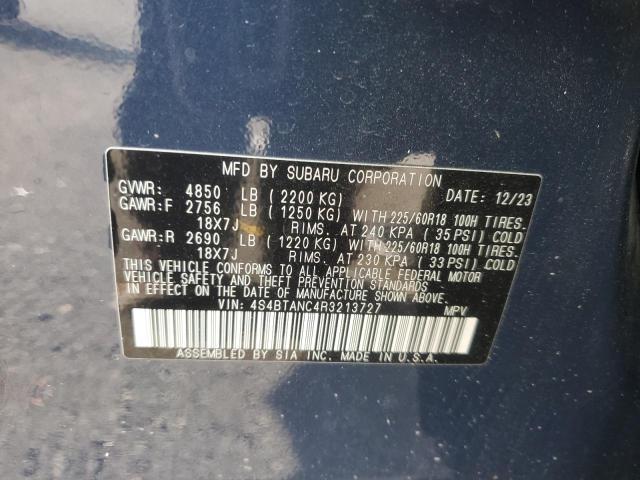 MFD BY SUBARU CORPORATION
GVWR: 4850 LB (2200 KG) DATE: 12/23
GAWR:F 2756 LB (1250 KG) WITH 225/60R18 100H TIRES.
18X7J RIMS. AT 240 KPA (35 PSI) COLD
GAWR:R 2690 LB (1220 KG) WITH 225/60R18 100H TIRES.
18X7J RIMS. AT 230 KPA (33 PSI) COLD
THIS VEHICLE CONFORMS TO ALL APPLICABLE FEDERAL MOTOR
VEHICLE SAFETY AND THEFT PREVENTION STANDARDS IN EFFECT ON THE
DATE OF MANUFACTURE SHOWN ABOVE.
VIN: 4S4BTANC4R3213727 MPV
ASSEMBLED BY SIA INC. MADE IN U.S.A.